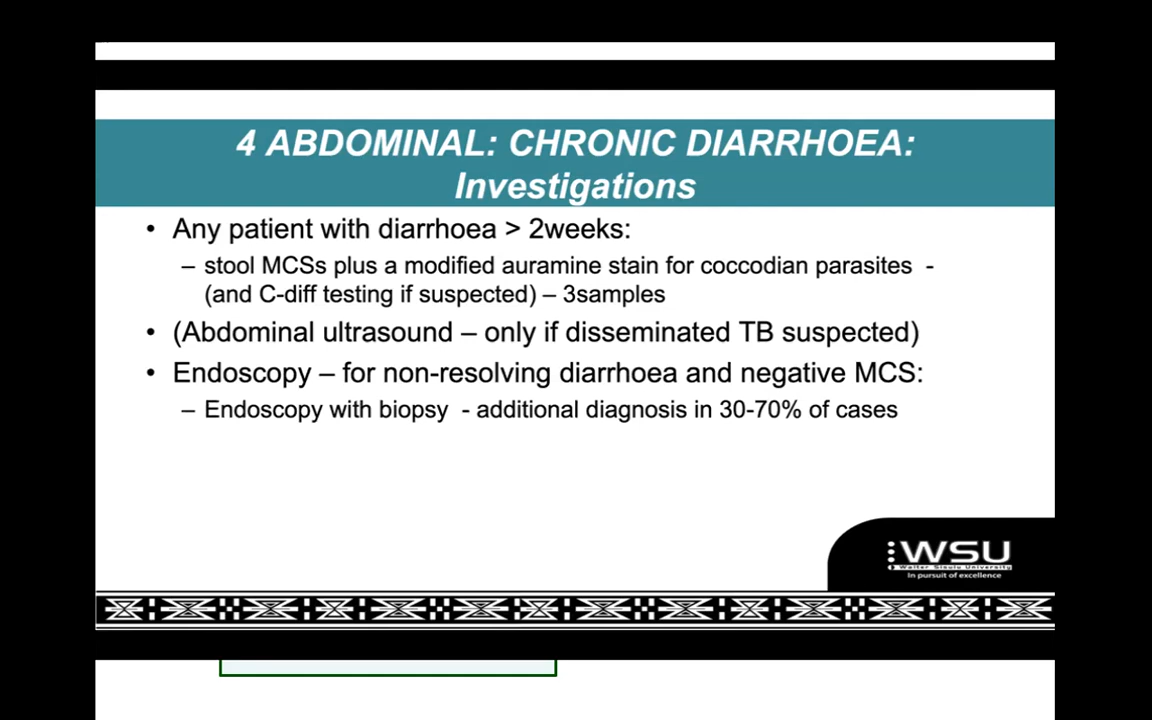 4 ABDOMINAL: CHRONIC DIARRHOEA:
Investigations
• Any patient with diarrhoea > 2weeks:
– stool MCSs plus a modified auramine stain for coccodian parasites -
(and C-diff testing if suspected) – 3samples
• (Abdominal ultrasound – only if disseminated TB suspected)
• Endoscopy – for non-resolving diarrhoea and negative MCS:
– Endoscopy with biopsy - additional diagnosis in 30-70% of cases
WSU
Walter Sisulu University
In pursuit of excellence